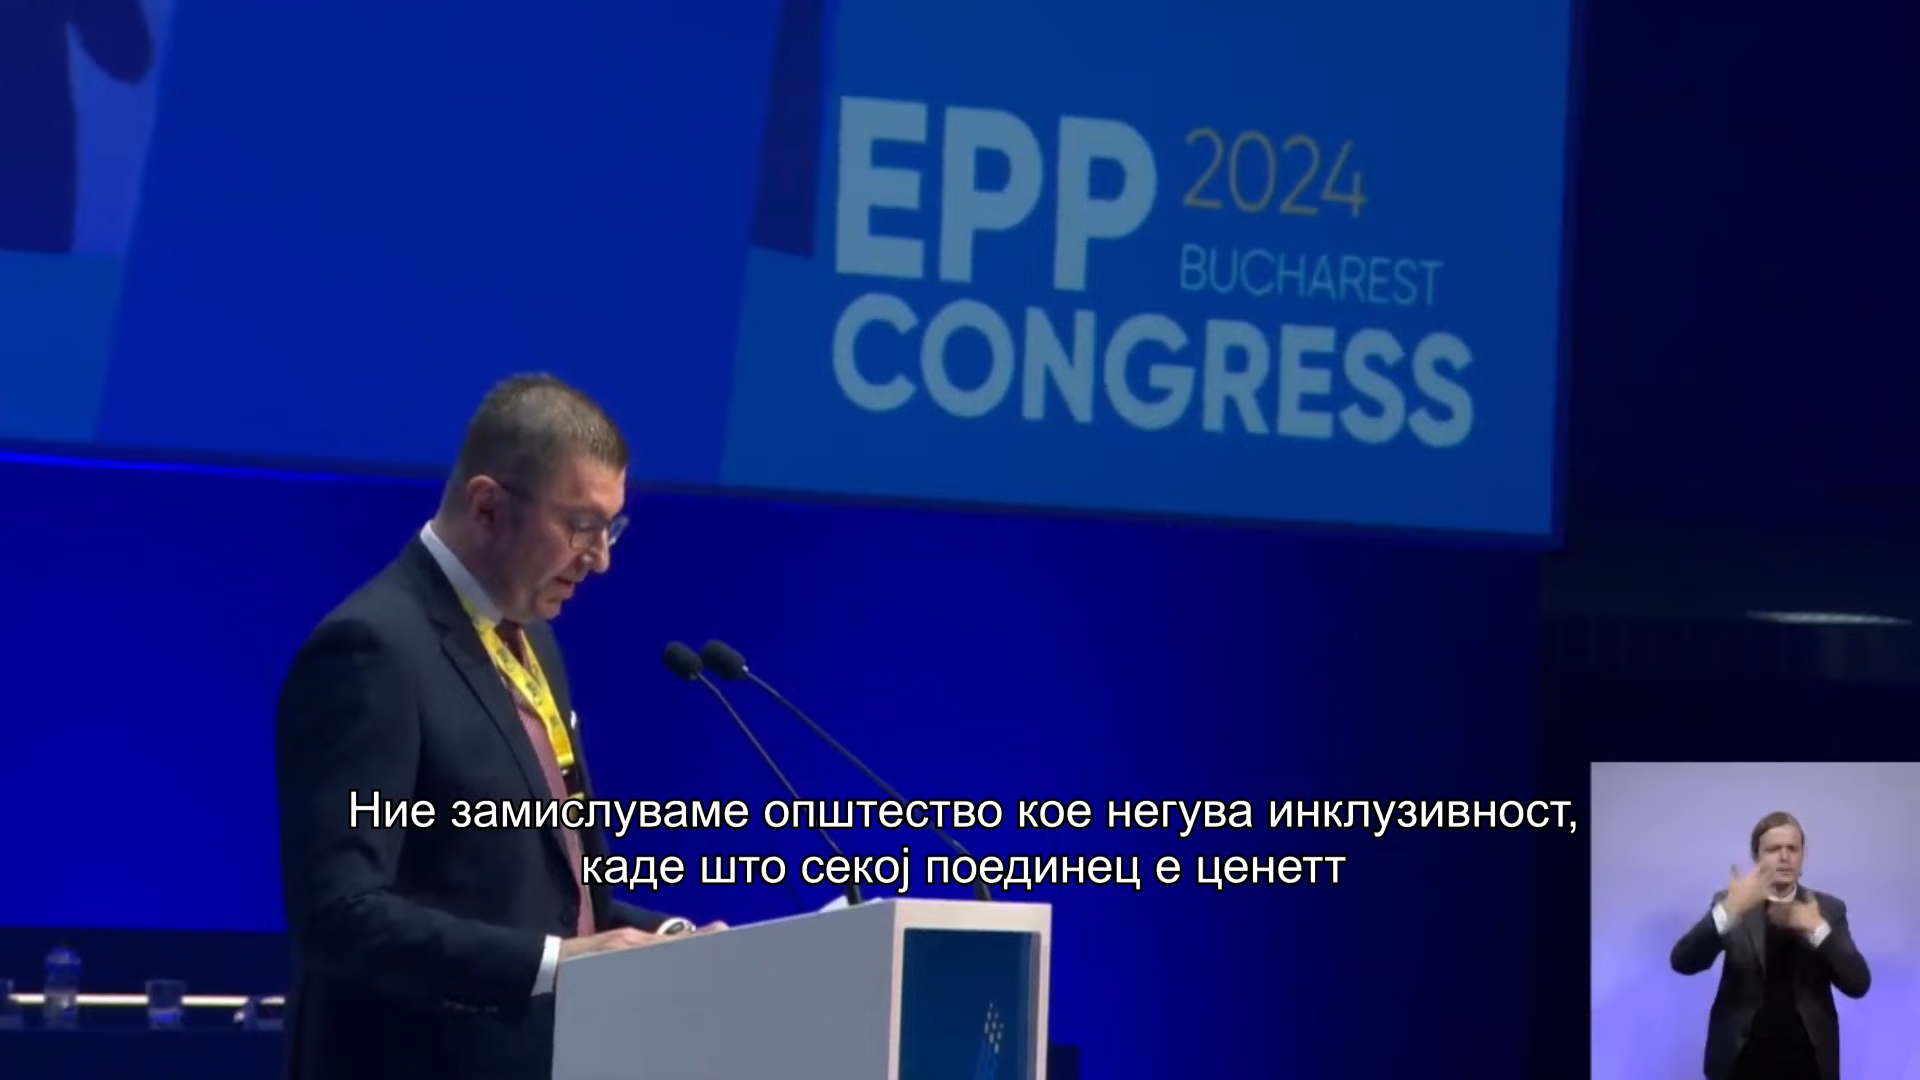 EPP 2024
BUCHAREST
CONGRESS
Ние замислуваме општество кое негува инклузивност,
каде што секој поединец е ценетт